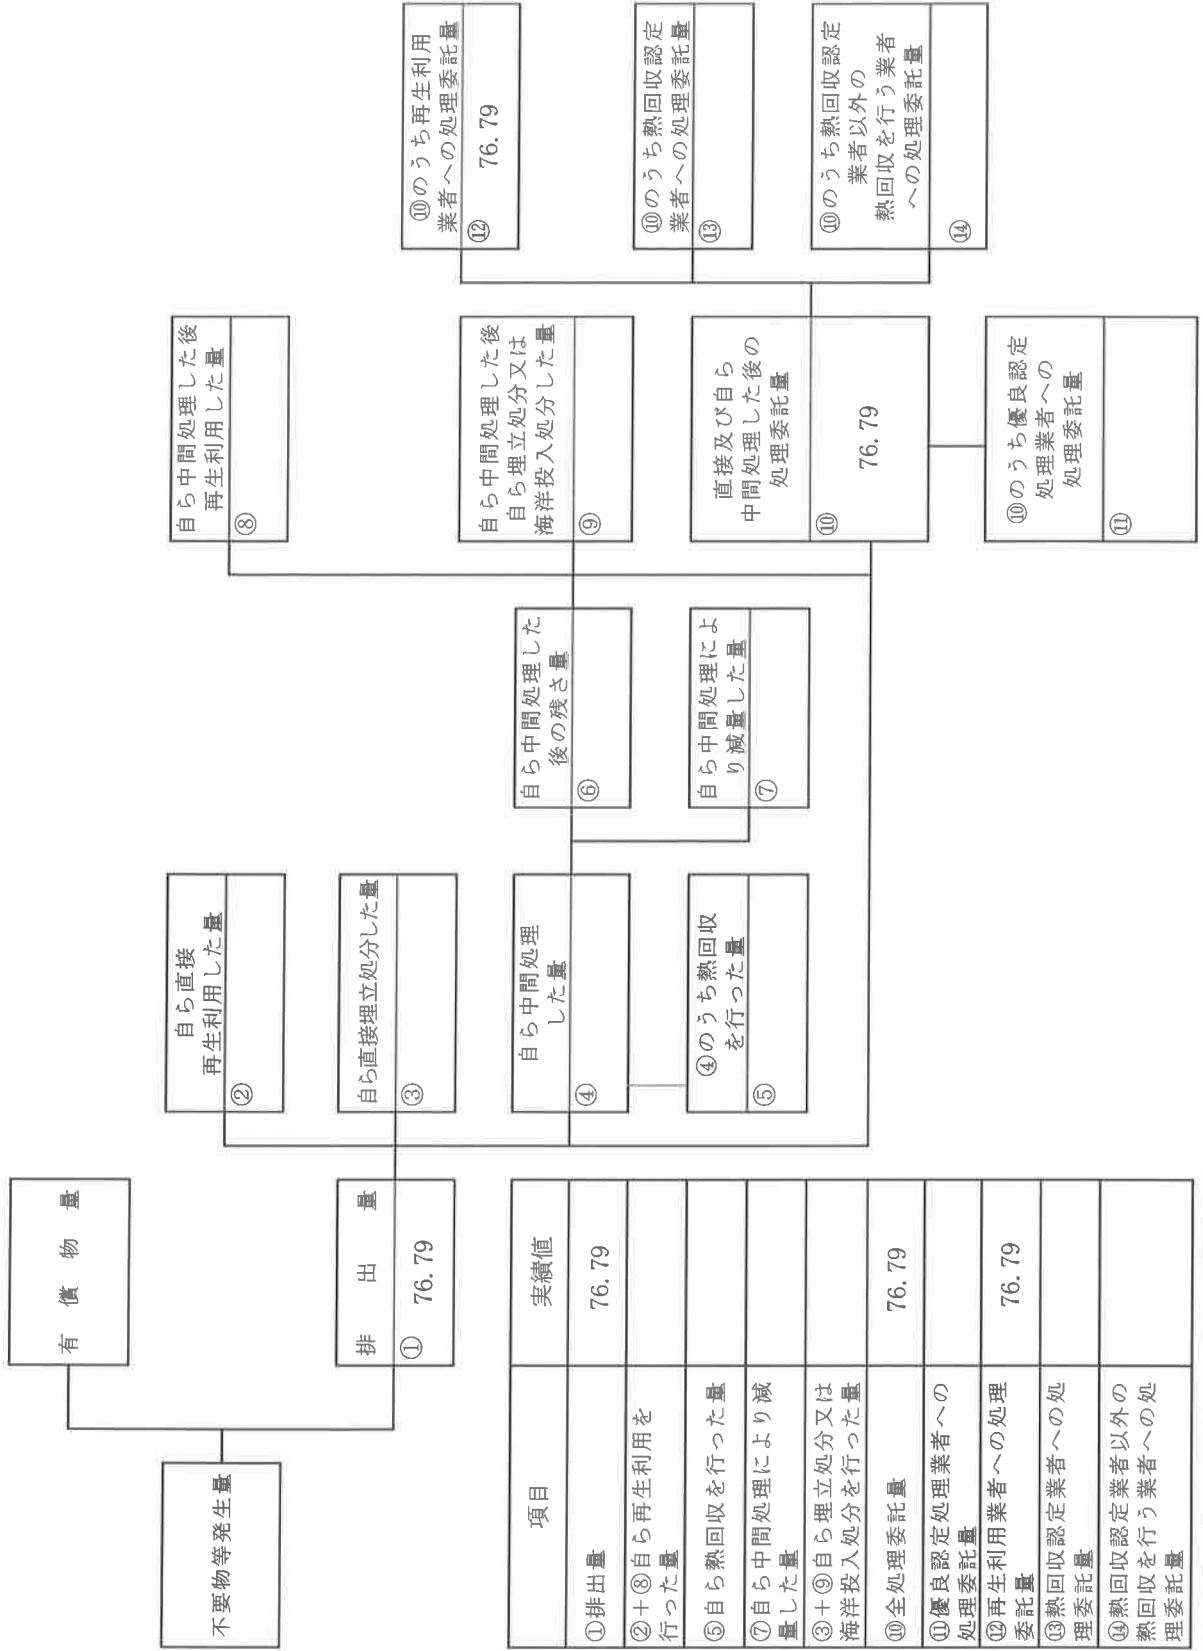 不要物等発生量
有償物量
排出量
① 76.79
自ら直接
再生利用した量
②
自ら直接埋立処分した量
③
自ら中間処理
した量
④
④のうち熱回収
を行った量
⑤
自ら中間処理した
後の残さ量
⑥
自ら中間処理によ
り減量した量
⑦
自ら中間処理した後
再生利用した量
⑧
自ら中間処理した後
自ら埋立処分又は
海洋投入処分した量
⑨
直接及び自ら
中間処理した後の
処理委託量
⑩ 76.79
⑩のうち優良認定
処理業者への
処理委託量
⑪
⑩のうち再生利用
業者への処理委託量
⑫ 76.79
⑩のうち熱回収認定
業者への処理委託量
⑬
⑩のうち熱回収認定
業者以外の
熱回収を行う業者
への処理委託量
⑭
項目 実績値
①排出量 76.79
②+⑧自ら再生利用を
行った量
⑤自ら熱回収を行った量
⑦自ら中間処理により減
量した量
③+⑨自ら埋立処分又は
海洋投入処分を行った量
⑩全処理委託量 76.79
⑪優良認定処理業者への
処理委託量
⑫再生利用業者への処理
委託量 76.79
⑬熱回収認定業者への処
理委託量
⑭熱回収認定業者以外の
熱回収を行う業者への処
理委託量